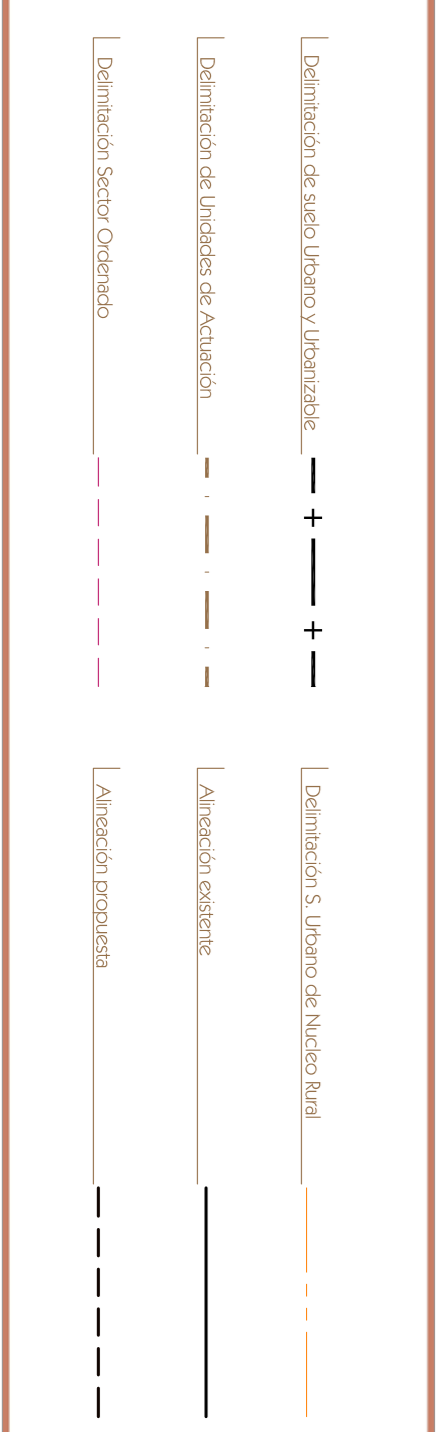 Delimitación de suelo Urbano y Urbanizable
Delimitación de Unidades de Actuación
Delimitación Sector Ordenado
Delimitación S. Urbano de Nucleo Rural
Alineación existente
Alineación propuesta